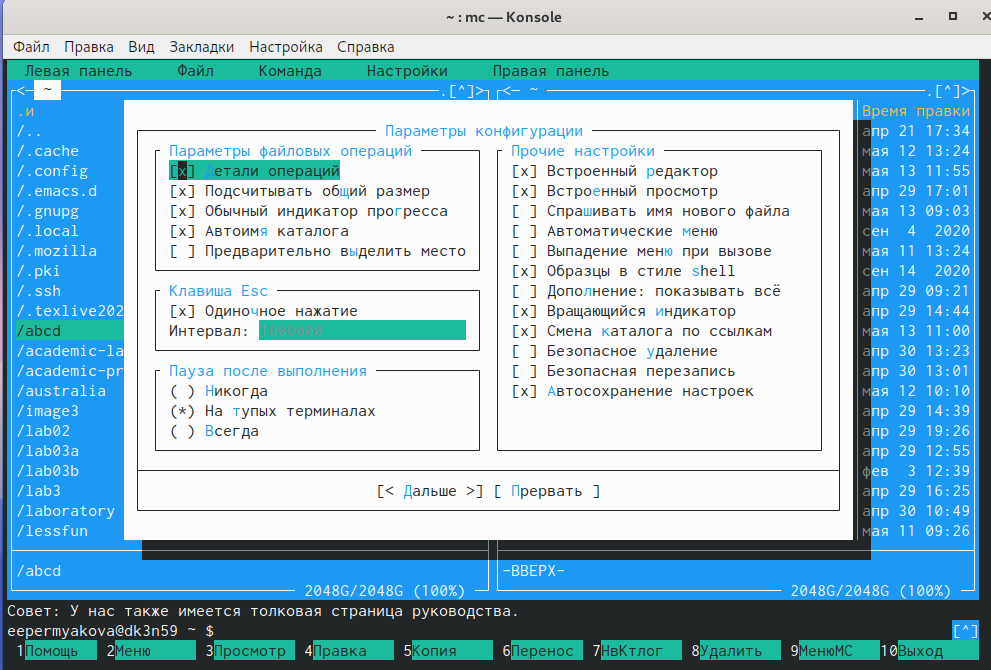 ~ : mc — Konsole
Файл Правка Вид Закладки Настройка Справка
Левая панель Файл Команда Настройки Правая панель
<— ~ .[^]> <— ~ .[^]>
.и Время правки
/.. апр 21 17:34
/.cache мая 12 13:24
/.config мая 13 11:55
/.emacs.d апр 29 17:01
/.gnupg мая 13 09:03
/.local сен 4 2020
/.mozilla мая 11 13:24
/.pki сен 14 2020
/.ssh апр 29 09:21
/.texlive202 апр 29 14:44
/abcd мая 13 11:00
/academic-la апр 30 13:23
/academic-pr апр 30 13:01
/australia мая 12 10:10
/image3 апр 29 14:39
/lab02 апр 29 19:26
/lab03a апр 29 12:55
/lab03b фев 3 12:39
/lab3 апр 29 16:25
/laboratory апр 30 10:49
/lessfun мая 11 09:26
Параметры конфигурации
Параметры файловых операций
[x] Детали операций
[x] Подсчитывать общий размер
[x] Обычный индикатор прогресса
[x] Автоимя каталога
[ ] Предварительно выделить место
Клавиша Esc
[x] Одиночное нажатие
Интервал: 1000000
Пауза после выполнения
( ) Никогда
(*) На тупых терминалах
( ) Всегда
Прочие настройки
[x] Встроенный редактор
[x] Встроенный просмотр
[ ] Спрашивать имя нового файла
[ ] Автоматические меню
[ ] Выпадение меню при вызове
[x] Образцы в стиле shell
[ ] Дополнение: показывать всё
[x] Вращающийся индикатор
[x] Смена каталога по ссылкам
[ ] Безопасное удаление
[ ] Безопасная перезапись
[x] Автосохранение настроек
[< Дальше >] [ Прервать ]
/abcd -ВВЕРХ-
2048G/2048G (100%) 2048G/2048G (100%)
Совет: У нас также имеется толковая страница руководства.
eepermyakova@dk3n59 ~ $ [^]
1Помощь 2Меню 3Просмотр 4Правка 5Копия 6Перенос 7НвКтлог 8Удалить 9МенюMC 10Выход